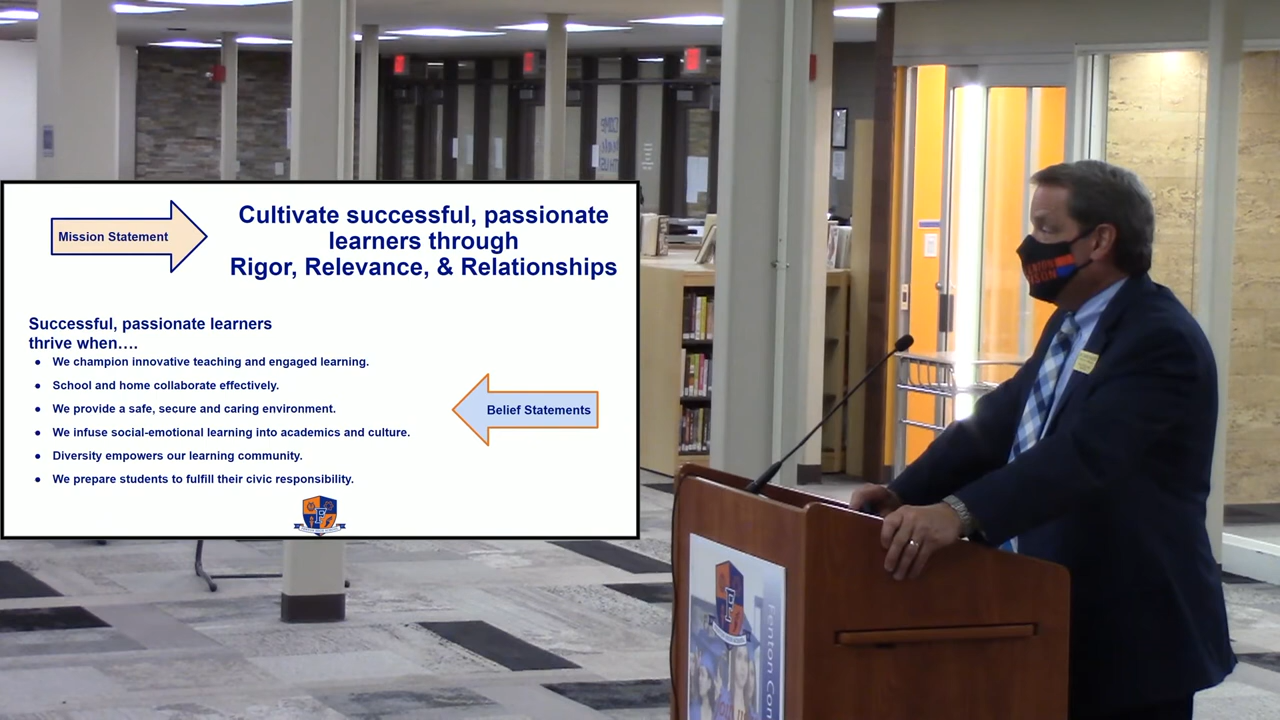 Mission Statement
Cultivate successful, passionate
learners through
Rigor, Relevance, & Relationships
Successful, passionate learners
thrive when….
● We champion innovative teaching and engaged learning.
● School and home collaborate effectively.
● We provide a safe, secure and caring environment.
● We infuse social-emotional learning into academics and culture.
● Diversity empowers our learning community.
● We prepare students to fulfill their civic responsibility.
Belief Statements
F
F
Fenton Com